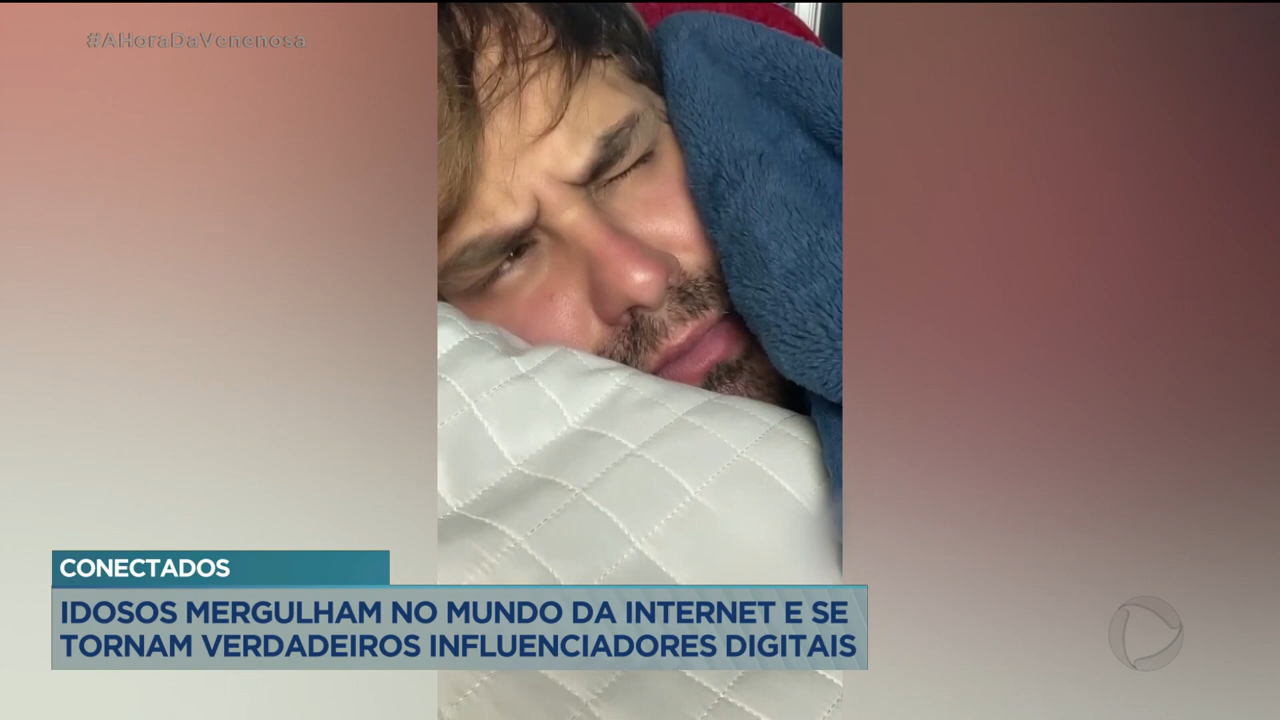 #AHoraDaVenenosa
CONECTADOS
IDOSOS MERGULHAM NO MUNDO DA INTERNET E SE
TORNAM VERDADEIROS INFLUENCIADORES DIGITAIS